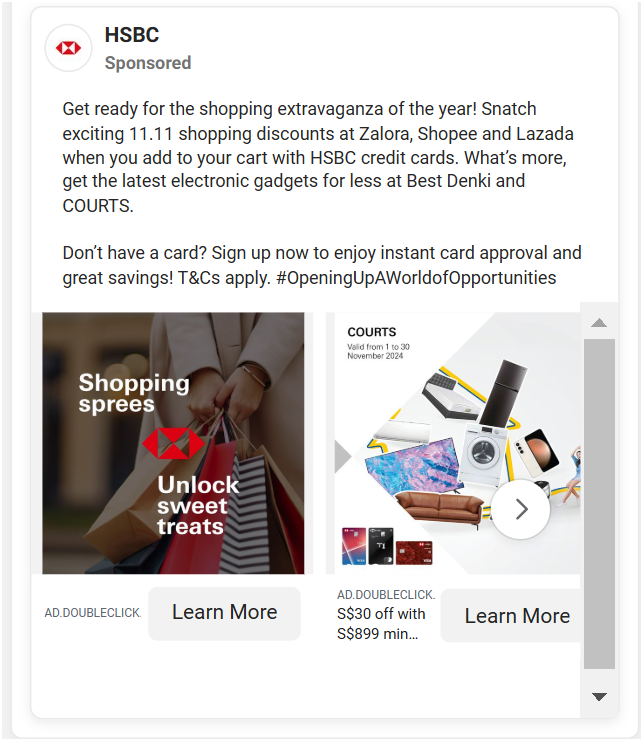 HSBC
Sponsored
Get ready for the shopping extravaganza of the year! Snatch
exciting 11.11 shopping discounts at Zalora, Shopee and Lazada
when you add to your cart with HSBC credit cards. What’s more,
get the latest electronic gadgets for less at Best Denki and
COURTS.
Don’t have a card? Sign up now to enjoy instant card approval and
great savings! T&Cs apply. #OpeningUpAWorldofOpportunities
Shopping
sprees
Unlock
sweet
treats
AD.DOUBLECLICK.
Learn More
COURTS
Valid from 1 to 30
November 2024
AD.DOUBLECLICK.
S$30 off with
S$899 min...
Learn More